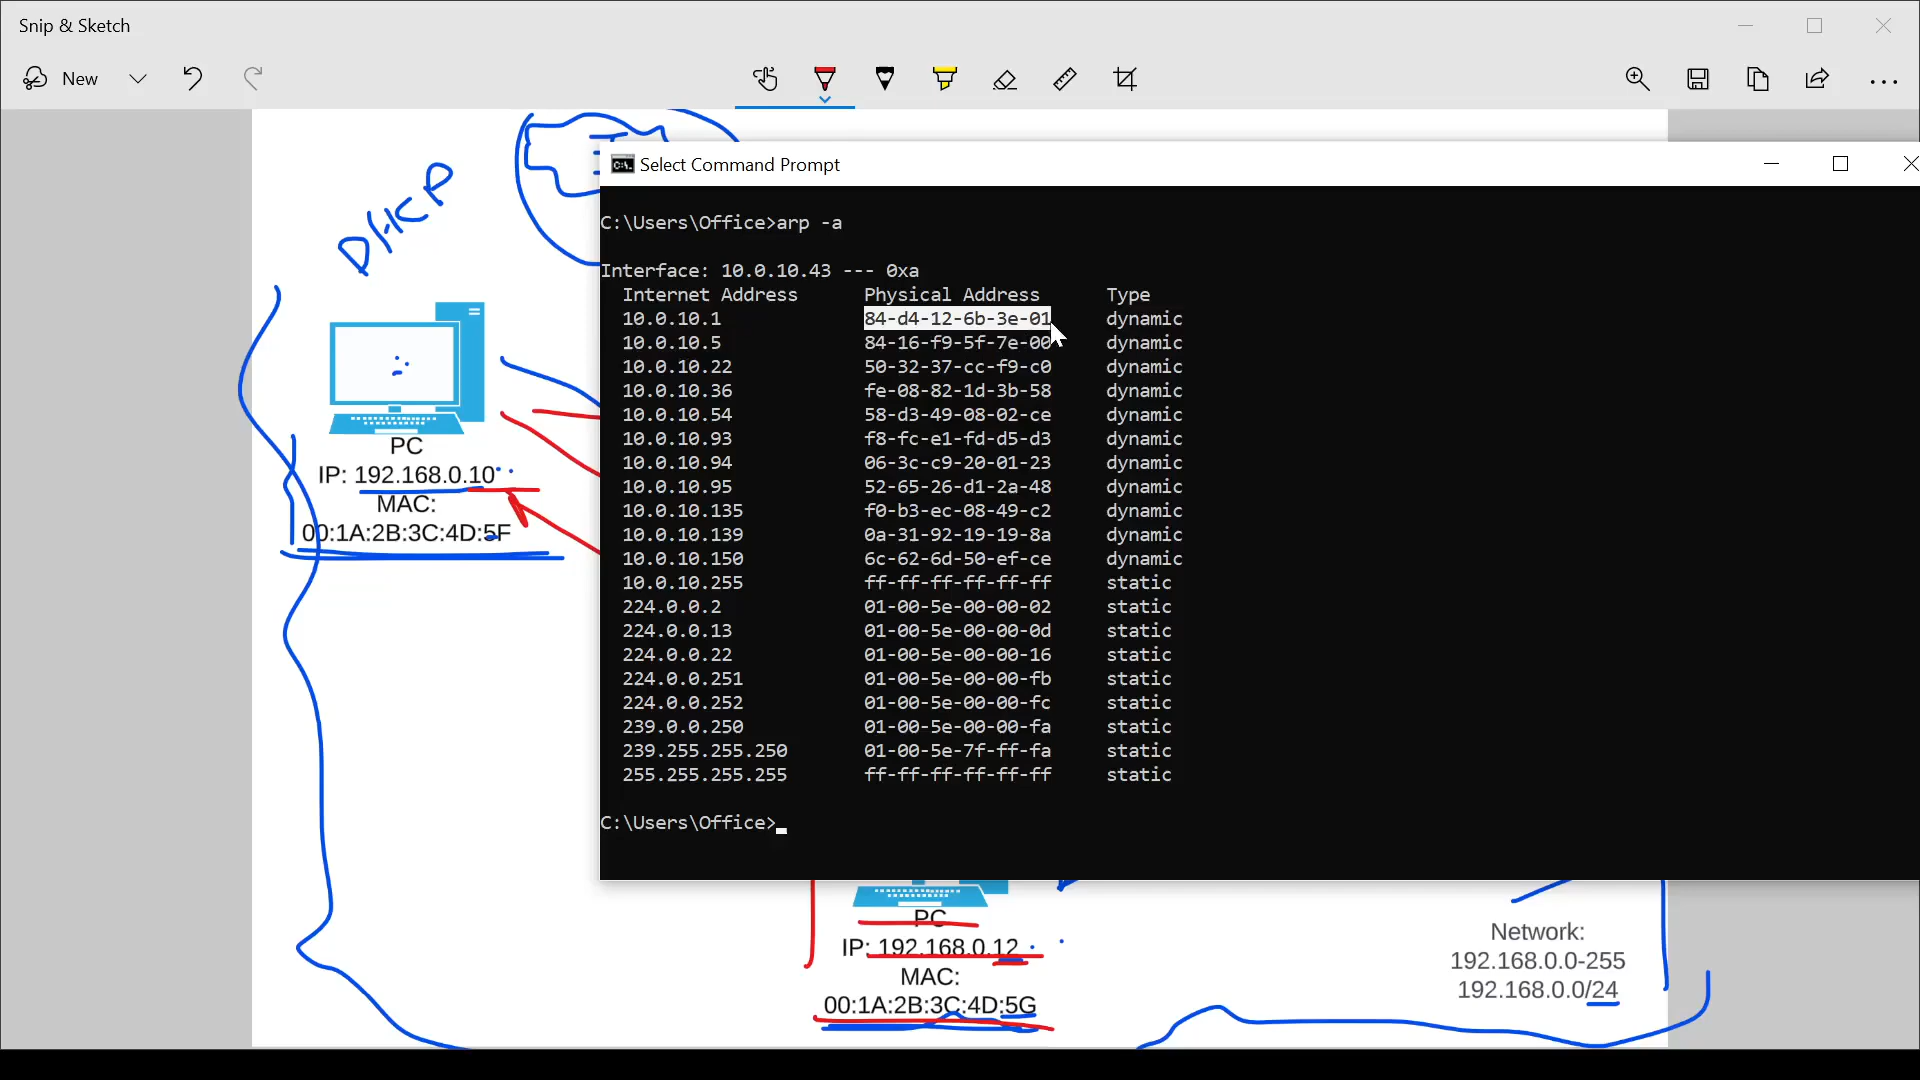 Snip & Sketch
New
DHCP
Select Command Prompt
C:\Users\Office>arp -a
Interface: 10.0.10.43 --- 0xa
Internet Address Physical Address Type
10.0.10.1 84-d4-12-6b-3e-01 dynamic
10.0.10.5 84-16-f9-5f-7e-00 dynamic
10.0.10.22 50-32-37-cc-f9-c0 dynamic
10.0.10.36 fe-08-82-1d-3b-58 dynamic
10.0.10.54 58-d3-49-08-02-ce dynamic
10.0.10.93 f8-fc-e1-fd-d5-d3 dynamic
10.0.10.94 06-3c-c9-20-01-23 dynamic
10.0.10.95 52-65-26-d1-2a-48 dynamic
10.0.10.135 f0-b3-ec-08-49-c2 dynamic
10.0.10.139 0a-31-92-19-19-8a dynamic
10.0.10.150 6c-62-6d-50-ef-ce dynamic
10.0.10.255 ff-ff-ff-ff-ff-ff static
224.0.0.2 01-00-5e-00-00-02 static
224.0.0.13 01-00-5e-00-00-0d static
224.0.0.22 01-00-5e-00-00-16 static
224.0.0.251 01-00-5e-00-00-fb static
224.0.0.252 01-00-5e-00-00-fc static
239.0.0.250 01-00-5e-00-00-fa static
239.255.255.250 01-00-5e-7f-ff-fa static
255.255.255.255 ff-ff-ff-ff-ff-ff static
C:\Users\Office>
PC
IP: 192.168.0.10
MAC:
00:1A:2B:3C:4D:5F
PC
IP: 192.168.0.12
MAC:
00:1A:2B:3C:4D:5G
Network:
192.168.0.0-255
192.168.0.0/24